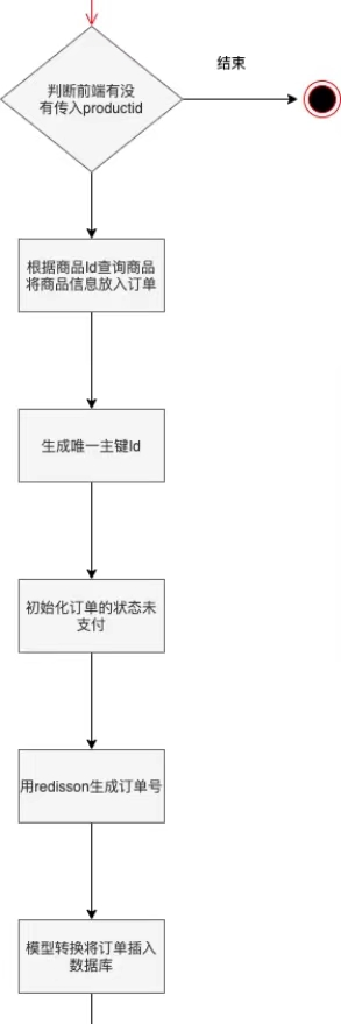 结束
判断前端有没
有传入productid
根据商品Id查询商品
将商品信息放入订单
生成唯一主键Id
初始化订单的状态未
支付
用redisson生成订单号
模型转换将订单插入
数据库